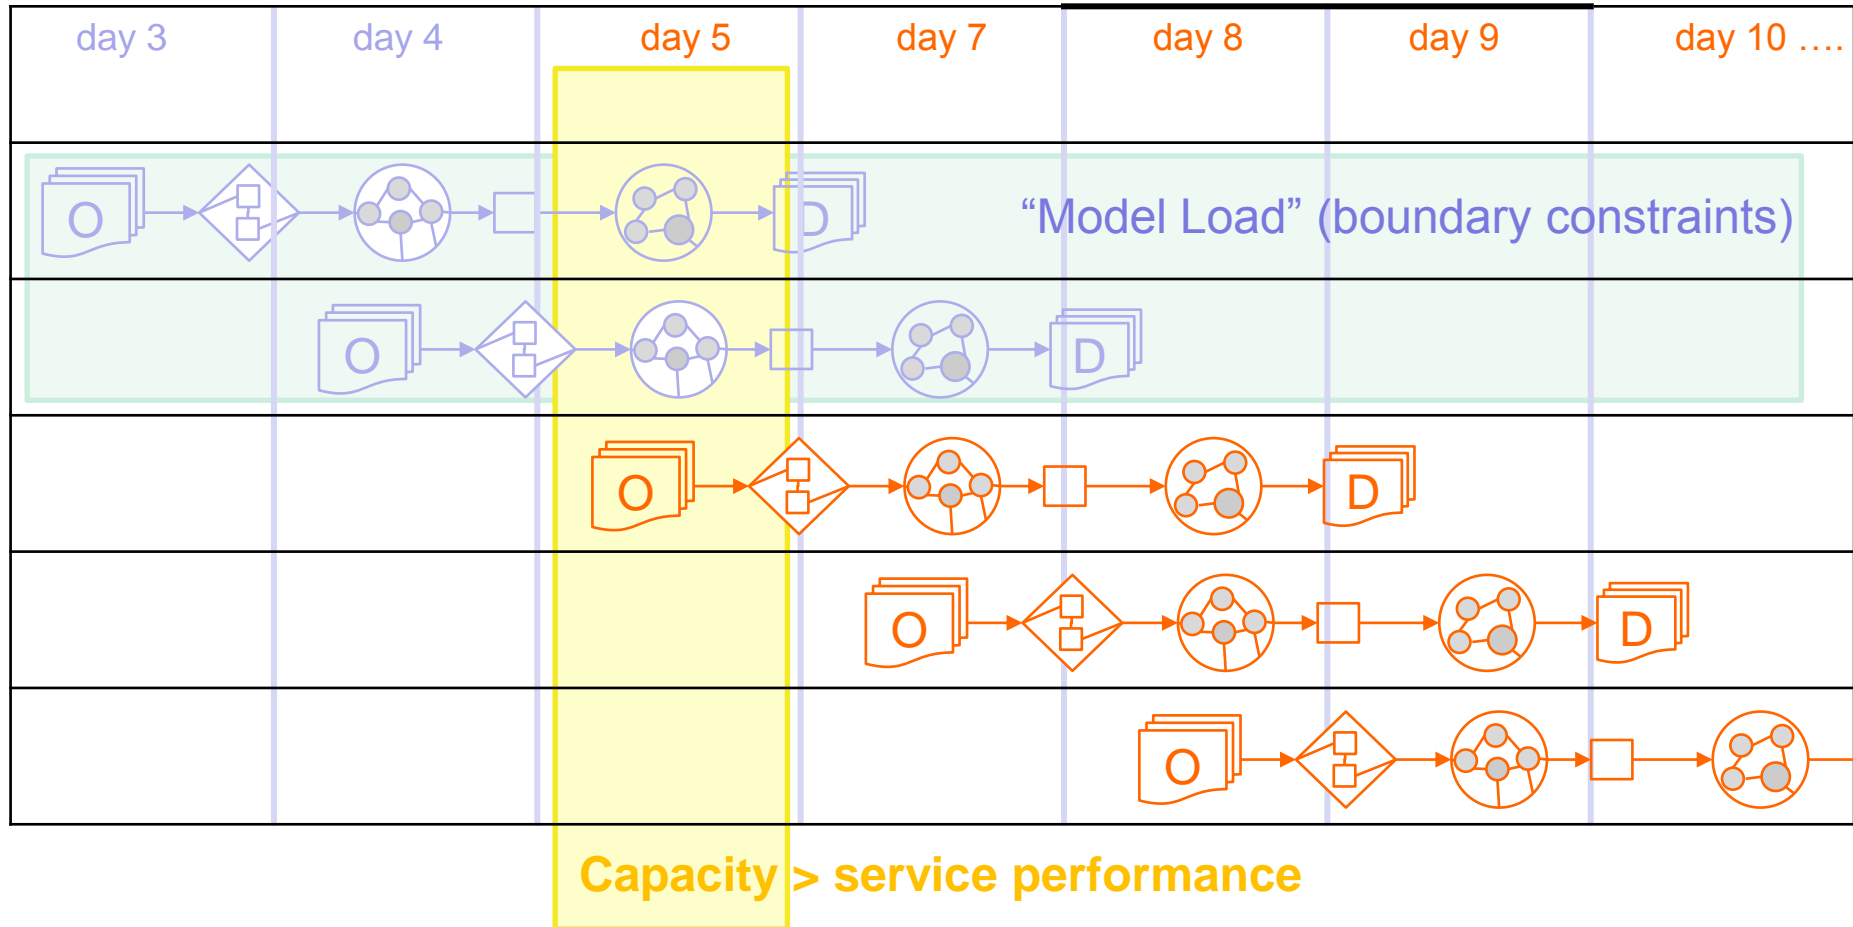 day 3 day 4 day 5 day 7 day 8 day 9 day 10 ….
O D “Model Load” (boundary constraints)
O D
O D
O D
O
Capacity > service performance